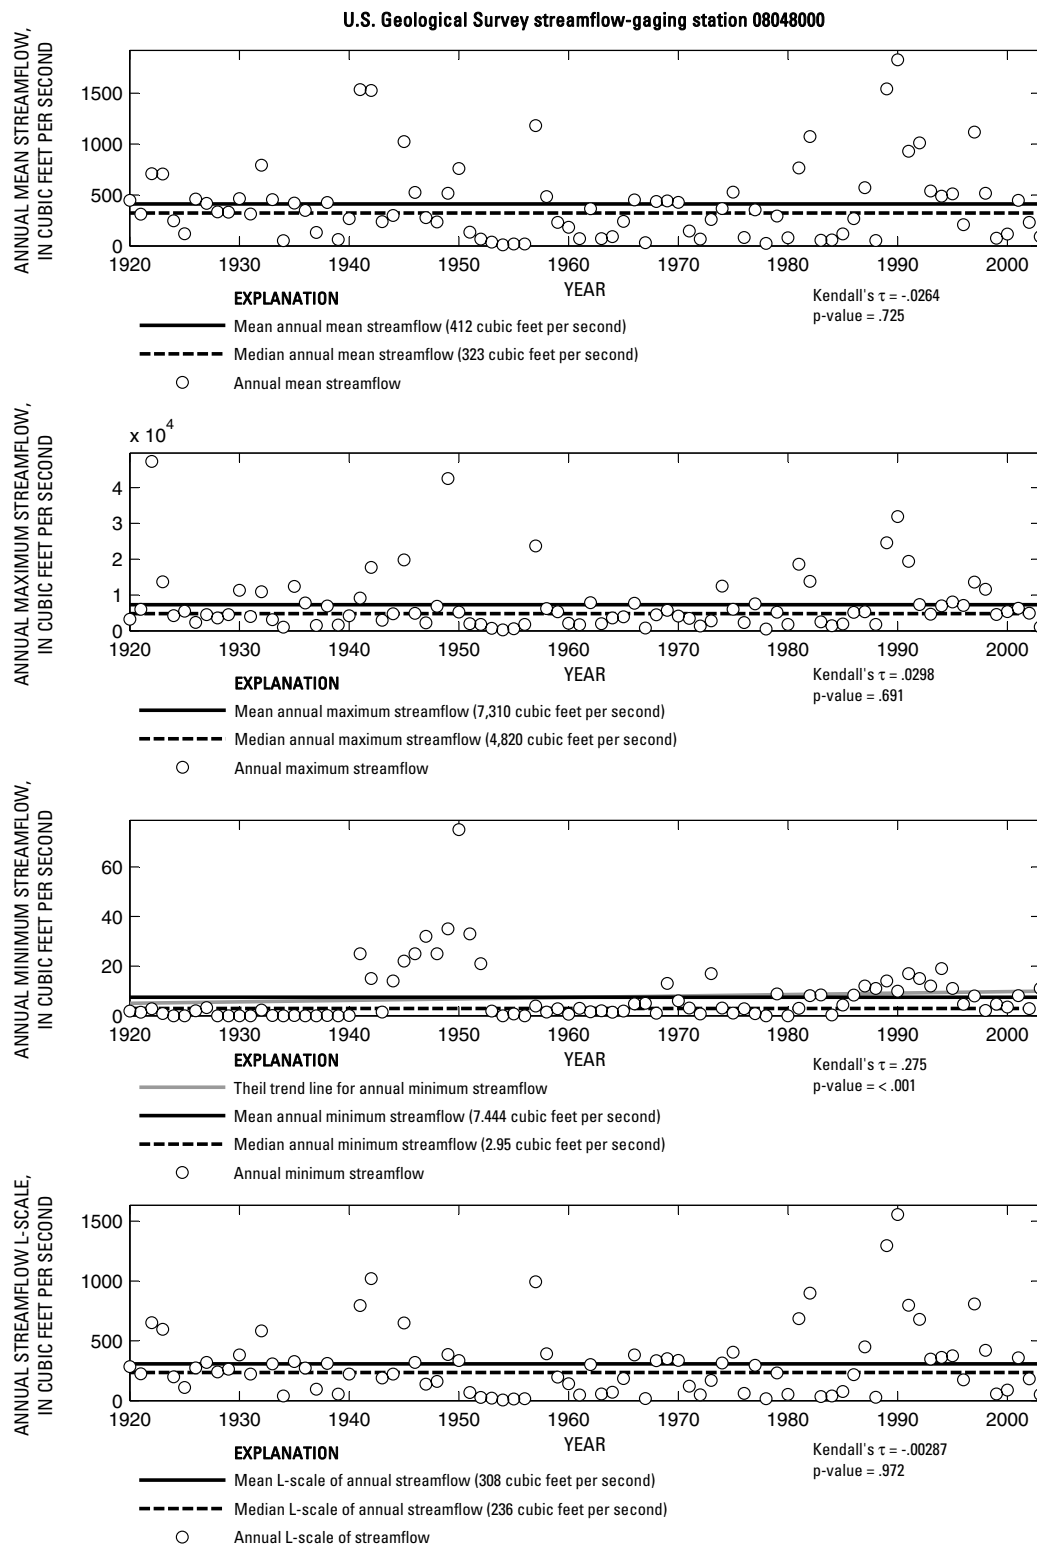 U.S. Geological Survey streamflow-gaging station 08048000
ANNUAL MEAN STREAMFLOW,
IN CUBIC FEET PER SECOND
1500
1000
500
0
1920 1930 1940 1950 1960 1970 1980 1990 2000
YEAR
Kendall's τ = -.0264
p-value = .725
EXPLANATION
Mean annual mean streamflow (412 cubic feet per second)
Median annual mean streamflow (323 cubic feet per second)
Annual mean streamflow
ANNUAL MAXIMUM STREAMFLOW,
IN CUBIC FEET PER SECOND
x 10^4
4
3
2
1
0
1920 1930 1940 1950 1960 1970 1980 1990 2000
YEAR
Kendall's τ = .0298
p-value = .691
EXPLANATION
Mean annual maximum streamflow (7,310 cubic feet per second)
Median annual maximum streamflow (4,820 cubic feet per second)
Annual maximum streamflow
ANNUAL MINIMUM STREAMFLOW,
IN CUBIC FEET PER SECOND
60
40
20
0
1920 1930 1940 1950 1960 1970 1980 1990 2000
YEAR
Kendall's τ = .275
p-value = < .001
EXPLANATION
Theil trend line for annual minimum streamflow
Mean annual minimum streamflow (7.444 cubic feet per second)
Median annual minimum streamflow (2.95 cubic feet per second)
Annual minimum streamflow
ANNUAL STREAMFLOW L-SCALE,
IN CUBIC FEET PER SECOND
1500
1000
500
0
1920 1930 1940 1950 1960 1970 1980 1990 2000
YEAR
Kendall's τ = -.00287
p-value = .972
EXPLANATION
Mean L-scale of annual streamflow (308 cubic feet per second)
Median L-scale of annual streamflow (236 cubic feet per second)
Annual L-scale of streamflow